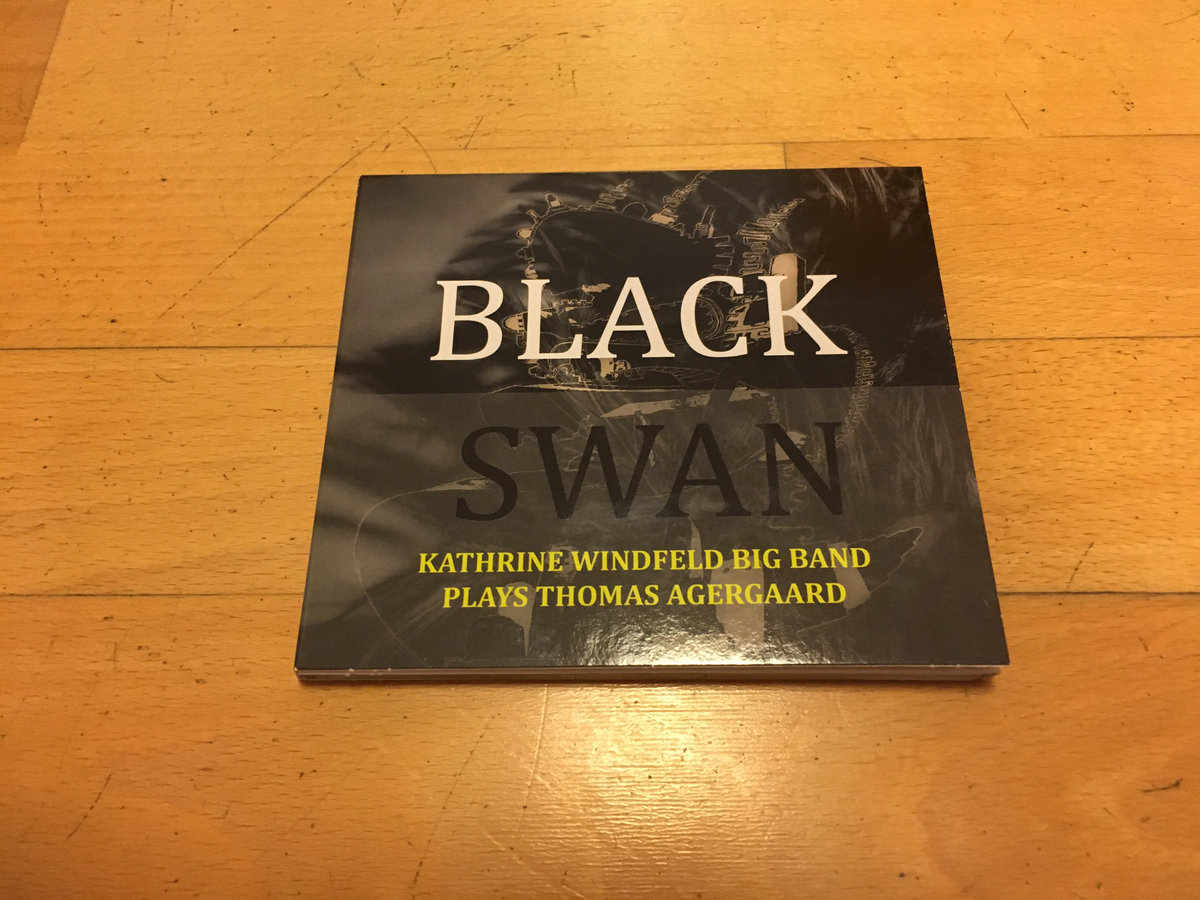 BLACK
SWAN
KATHRINE WINDFELD BIG BAND
PLAYS THOMAS AGERGAARD